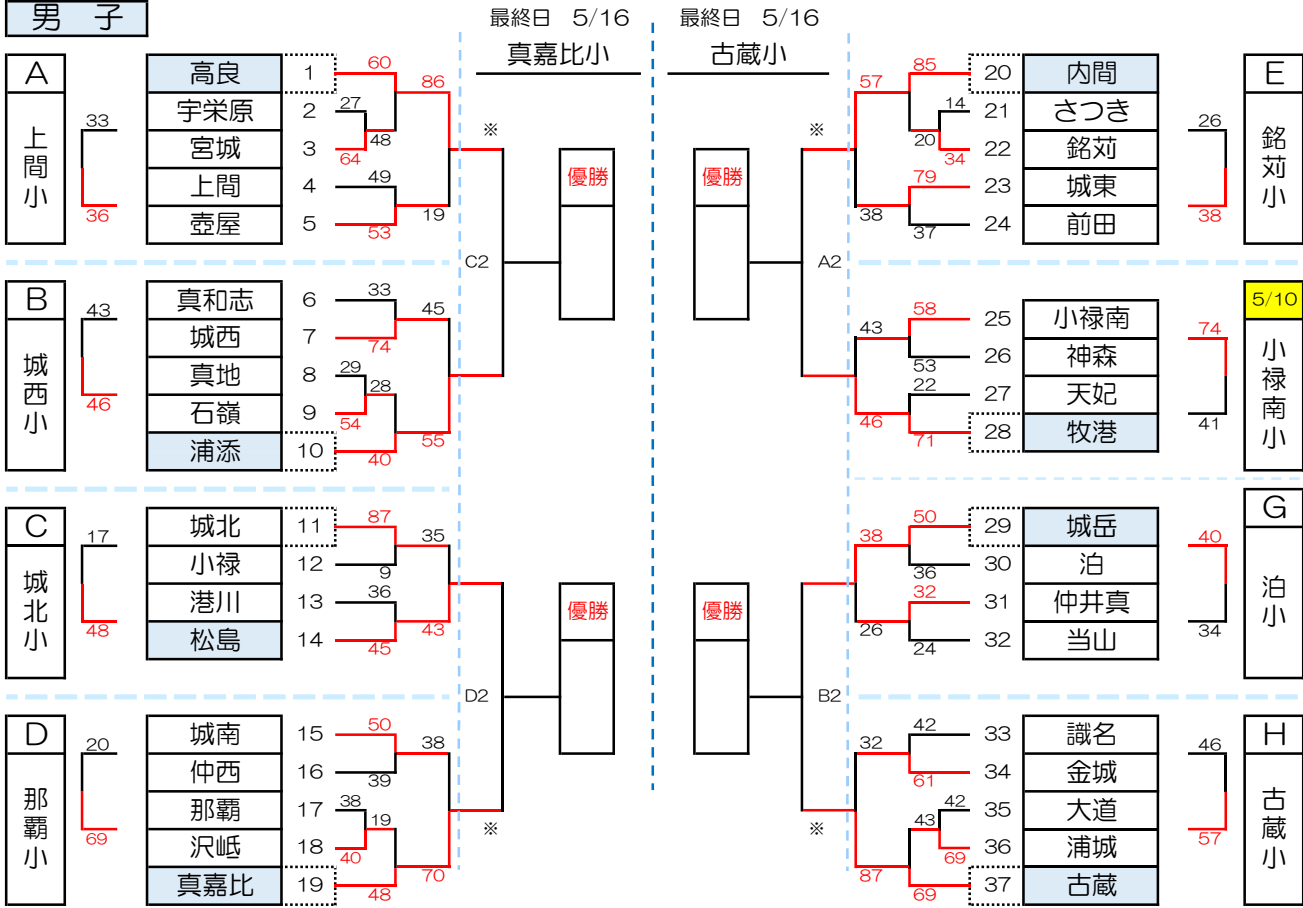 男 子
最終日 5/16
真嘉比小
最終日 5/16
古蔵小
A
上間小
33
36
高良 1 60
宇栄原 2 27
宮城 3 64
48
上間 4 49
壺屋 5 53
86
19
※
B
城西小
43
46
真和志 6 33
城西 7 74
真地 8 29
石嶺 9 54
28
浦添 10 40
45
55
C2
優勝
C
城北小
17
48
城北 11 87
小禄 12 9
港川 13 36
松島 14 45
35
43
D
那覇小
20
69
城南 15 50
仲西 16 39
那覇 17 38
沢岻 18 40
19
真嘉比 19 48
38
70
※
D2
優勝
E
銘苅小
26
38
85 20 内間
14 21 さつき
34 22 銘苅
20
79 23 城東
37 24 前田
57
38
※
A2
優勝
5/10
小禄南小
74
41
58 25 小禄南
53 26 神森
22 27 天妃
71 28 牧港
43
46
G
泊小
40
34
50 29 城岳
36 30 泊
32 31 仲井真
24 32 当山
38
26
B2
優勝
H
古蔵小
46
57
42 33 識名
61 34 金城
42 35 大道
69 36 浦城
43
69 37 古蔵
32
87
※